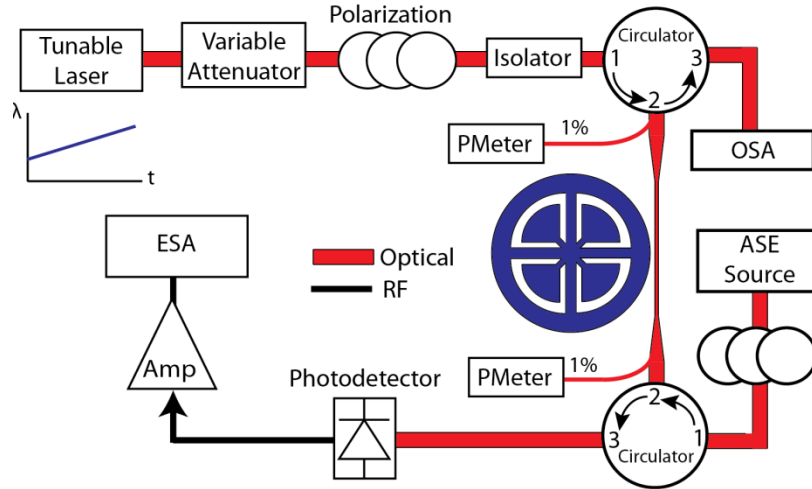 Polarization
Tunable
Laser
Variable
Attenuator
Isolator
Circulator
1
3
2
λ
t
PMeter
1%
OSA
ESA
Optical
RF
ASE
Source
Amp
Photodetector
PMeter
1%
2
3
1
Circulator